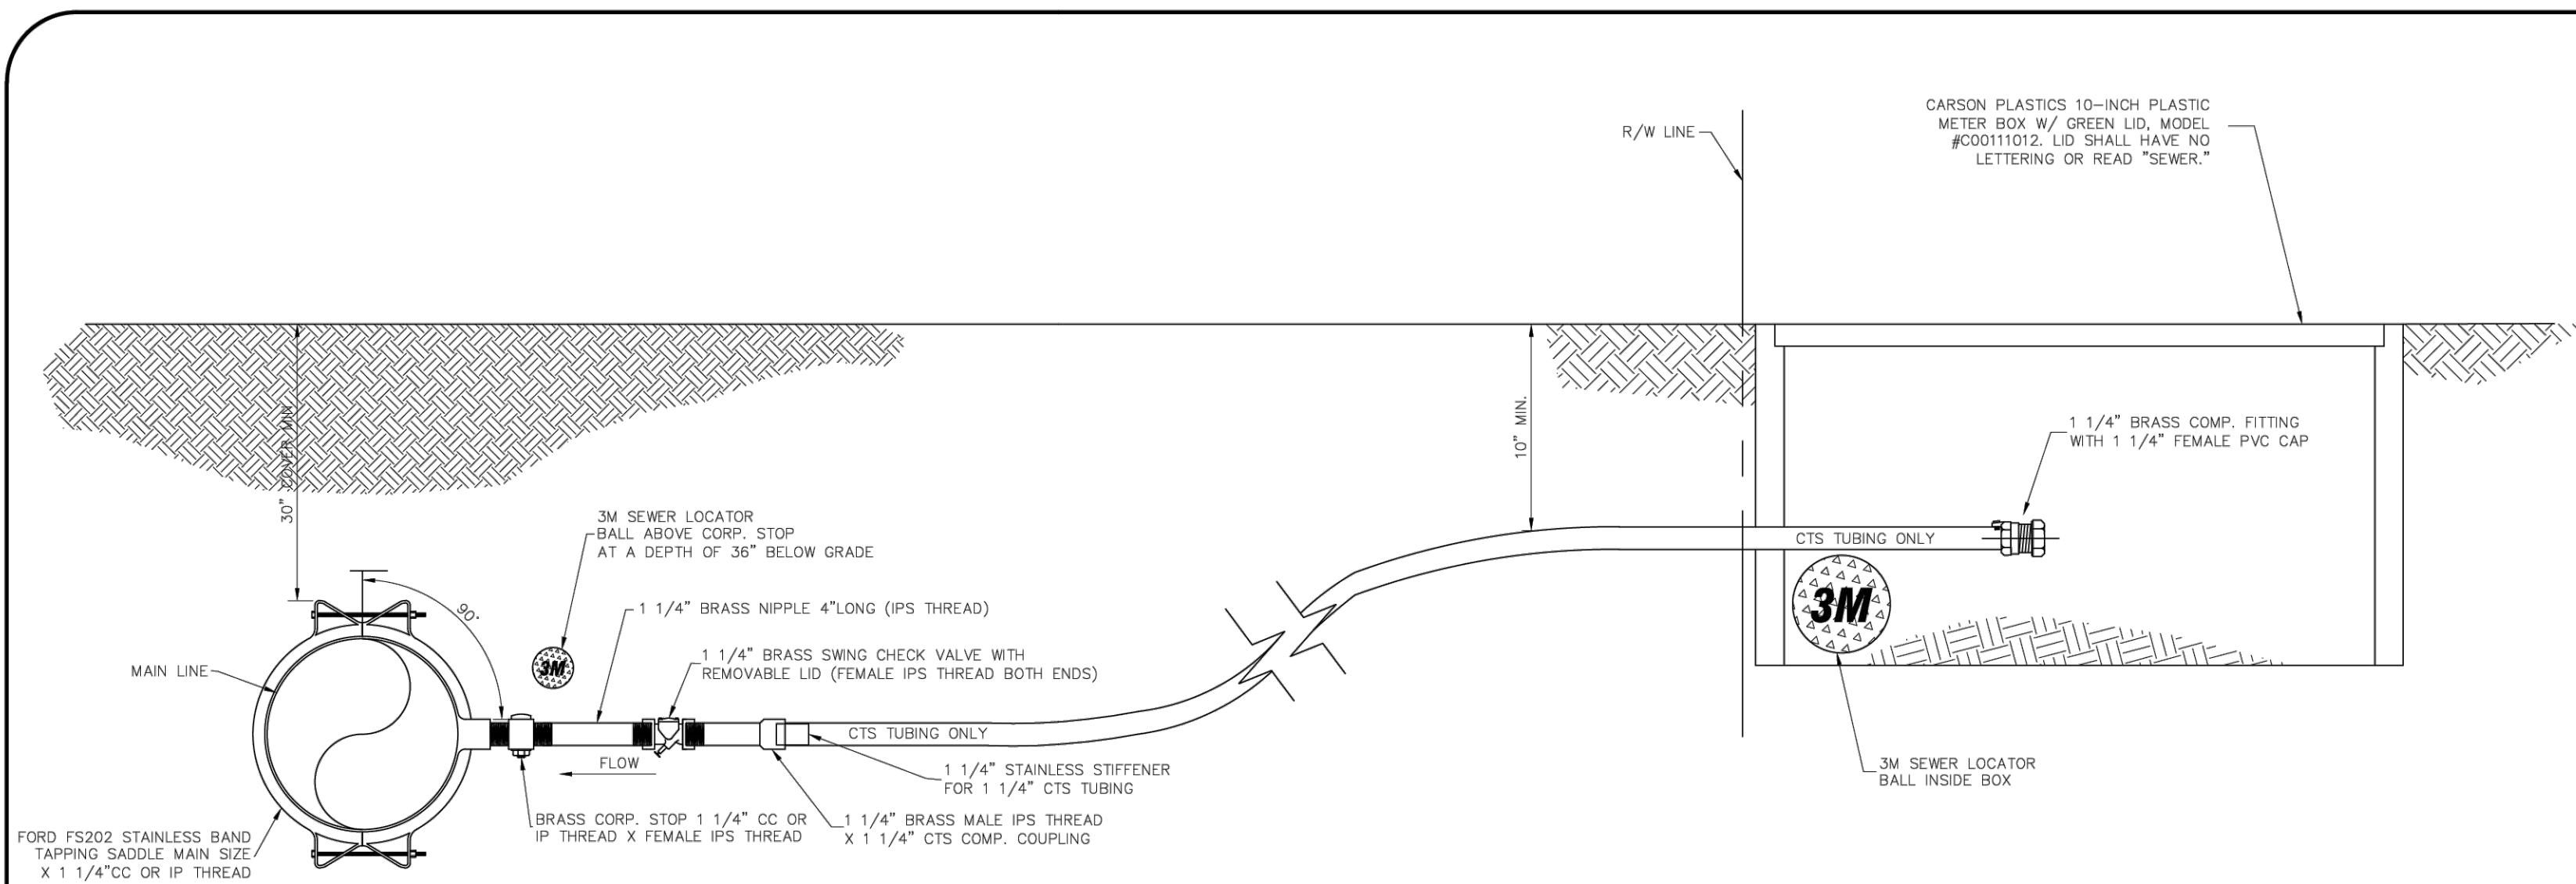 CARSON PLASTICS 10-INCH PLASTIC
METER BOX W/ GREEN LID, MODEL
#C00111012. LID SHALL HAVE NO
LETTERING OR READ "SEWER."
R/W LINE
30" COVER MIN
10" MIN.
1 1/4" BRASS COMP. FITTING
WITH 1 1/4" FEMALE PVC CAP
3M SEWER LOCATOR
BALL ABOVE CORP. STOP
AT A DEPTH OF 36" BELOW GRADE
CTS TUBING ONLY
90°
1 1/4" BRASS NIPPLE 4"LONG (IPS THREAD)
3M
3M
MAIN LINE
1 1/4" BRASS SWING CHECK VALVE WITH
REMOVABLE LID (FEMALE IPS THREAD BOTH ENDS)
CTS TUBING ONLY
FLOW
1 1/4" STAINLESS STIFFENER
FOR 1 1/4" CTS TUBING
3M SEWER LOCATOR
BALL INSIDE BOX
BRASS CORP. STOP 1 1/4" CC OR
IP THREAD X FEMALE IPS THREAD
1 1/4" BRASS MALE IPS THREAD
X 1 1/4" CTS COMP. COUPLING
FORD FS202 STAINLESS BAND
TAPPING SADDLE MAIN SIZE
X 1 1/4"CC OR IP THREAD